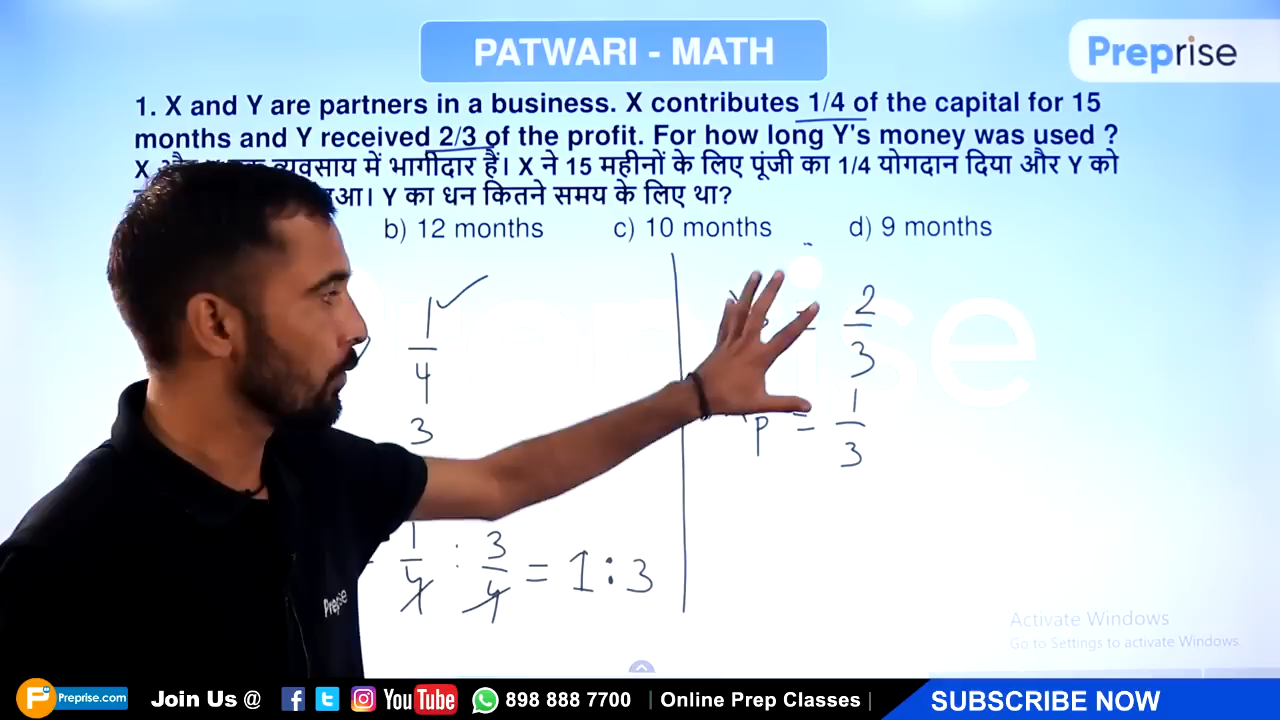 PATWARI - MATH
Preprise
1. X and Y are partners in a business. X contributes 1/4 of the capital for 15
months and Y received 2/3 of the profit. For how long Y's money was used ?
X व्यवसाय में भागीदार हैं। X ने 15 महीनों के लिए पूंजी का 1/4 योगदान दिया और Y को
Y का धन कितने समय के लिए था?
b) 12 months c) 10 months d) 9 months
1/4
3
= 2/3
p = 1/3
1/4 : 3/4 = 1:3
Preprise
Activate Windows
Go to Settings to activate Windows
Preprise.com Join Us @ YouTube 898 888 7700 | Online Prep Classes | SUBSCRIBE NOW